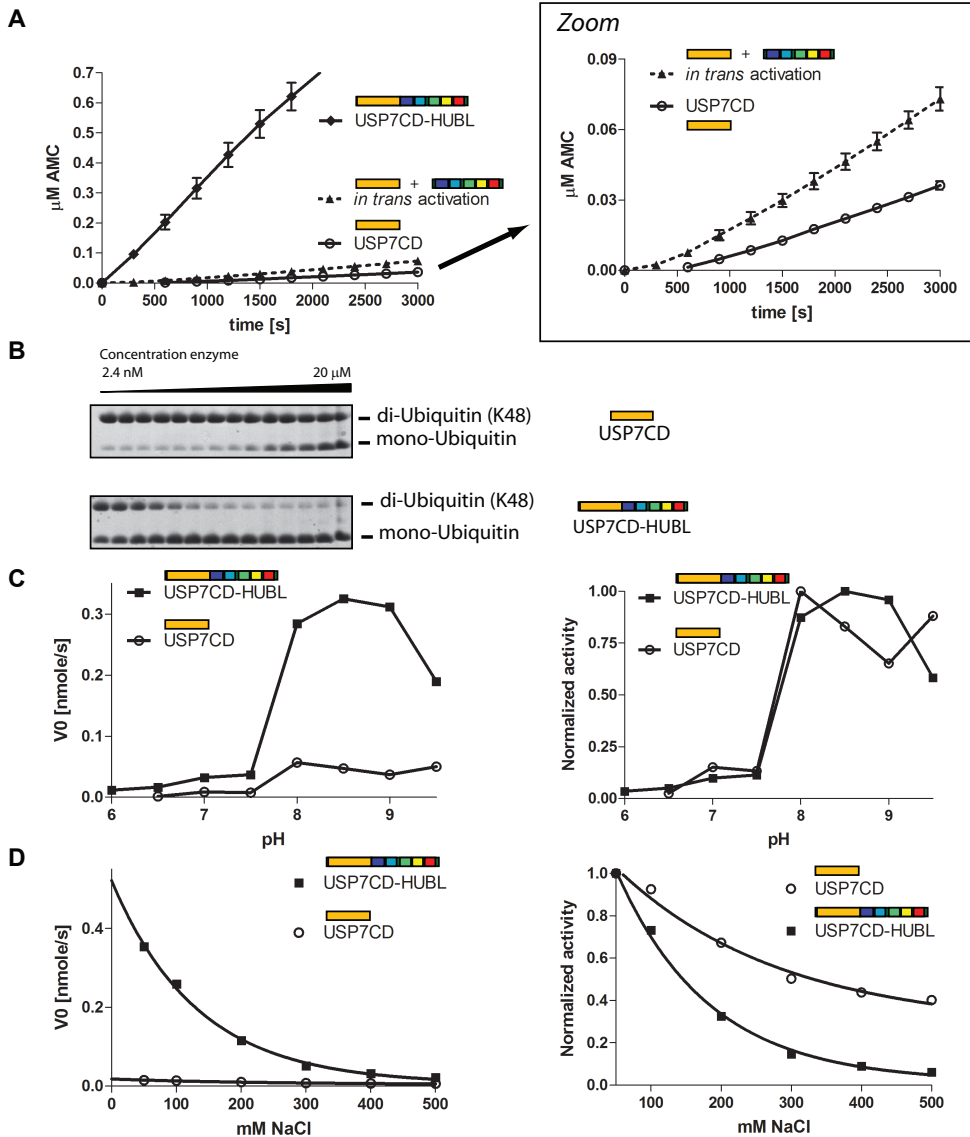 A
Zoom
0.7
0.6
0.5
0.4
0.3
0.2
0.1
0.0
μM AMC
0
500
1000
1500
2000
2500
3000
time [s]
USP7CD-HUBL
+
in trans activation
USP7CD
0.09
0.06
0.03
0.00
μM AMC
0
500
1000
1500
2000
2500
3000
time [s]
+
in trans activation
USP7CD
B
Concentration enzyme
2.4 nM
20 μM
di-Ubiquitin (K48)
mono-Ubiquitin
USP7CD
di-Ubiquitin (K48)
mono-Ubiquitin
USP7CD-HUBL
C
USP7CD-HUBL
USP7CD
0.3
0.2
0.1
0.0
V0 [nmole/s]
6
7
8
9
pH
USP7CD-HUBL
USP7CD
1.00
0.75
0.50
0.25
0.00
Normalized activity
6
7
8
9
pH
D
USP7CD-HUBL
USP7CD
0.4
0.2
0.0
V0 [nmole/s]
0
100
200
300
400
500
mM NaCl
USP7CD
USP7CD-HUBL
1.0
0.8
0.6
0.4
0.2
0.0
Normalized activity
100
200
300
400
500
mM NaCl